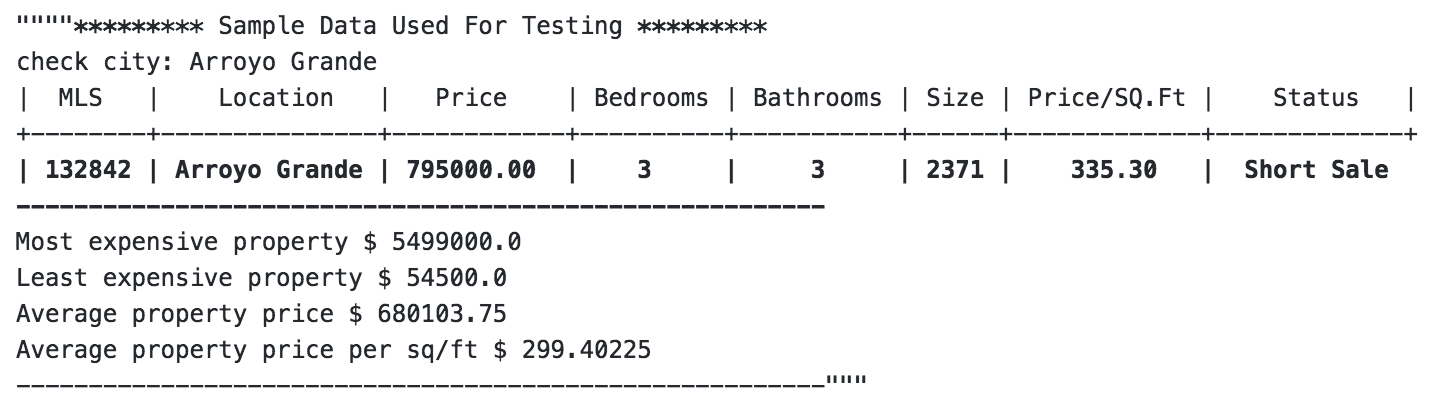 """"********* Sample Data Used For Testing *********
check city: Arroyo Grande
|  MLS   |    Location   |   Price    | Bedrooms | Bathrooms | Size | Price/SQ.Ft |    Status   |
+--------+---------------+------------+----------+-----------+------+-------------+-------------+
| 132842 | Arroyo Grande | 795000.00  |    3     |     3     | 2371 |    335.30   |  Short Sale
--------------------------------------------------------
Most expensive property $ 5499000.0
Least expensive property $ 54500.0
Average property price $ 680103.75
Average property price per sq/ft $ 299.40225
--------------------------------------------------------"""